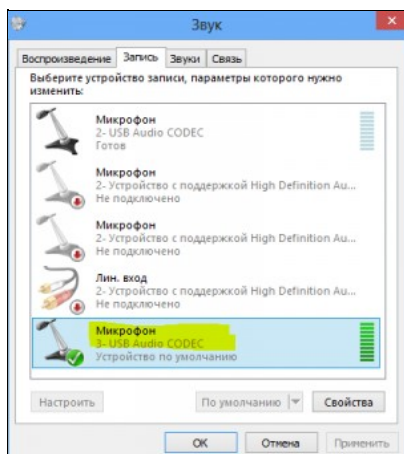 Звук
Воспроизведение Запись Звуки Связь
Выберите устройство записи, параметры которого нужно
изменить:
Микрофон
2- USB Audio CODEC
Готов
Микрофон
2- Устройство с поддержкой High Definition Au...
Не подключено
Микрофон
2- Устройство с поддержкой High Definition Au...
Не подключено
Лин. вход
2- Устройство с поддержкой High Definition Au...
Не подключено
Микрофон
3- USB Audio CODEC
Устройство по умолчанию
Настроить По умолчанию Свойства
OK Отмена Применить